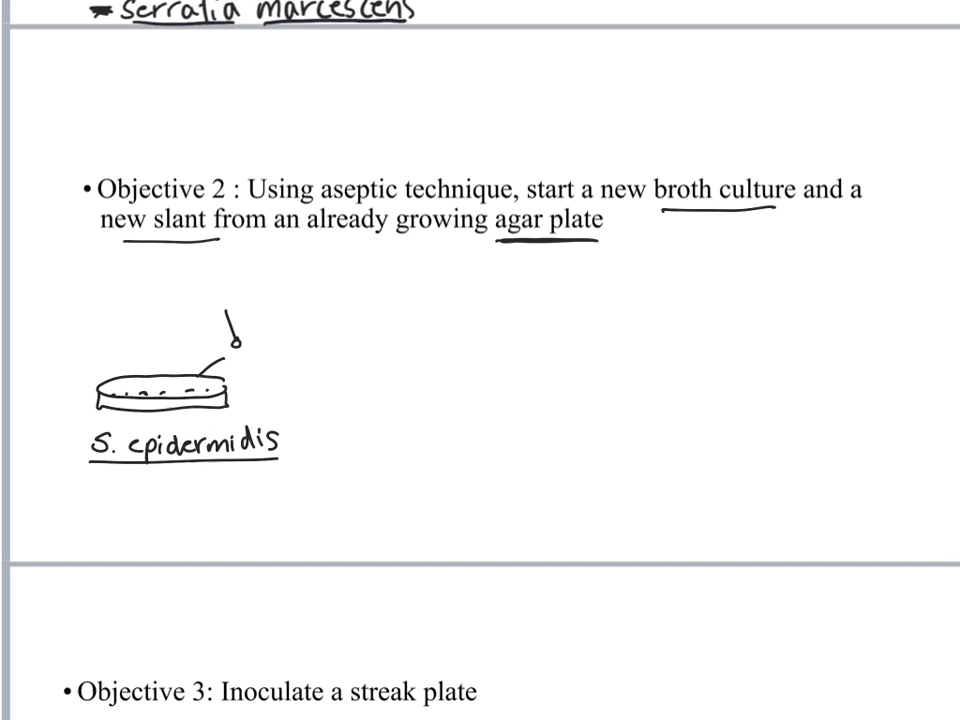 - Serratia marcescens
• Objective 2 : Using aseptic technique, start a new broth culture and a
new slant from an already growing agar plate
S. epidermidis
• Objective 3: Inoculate a streak plate